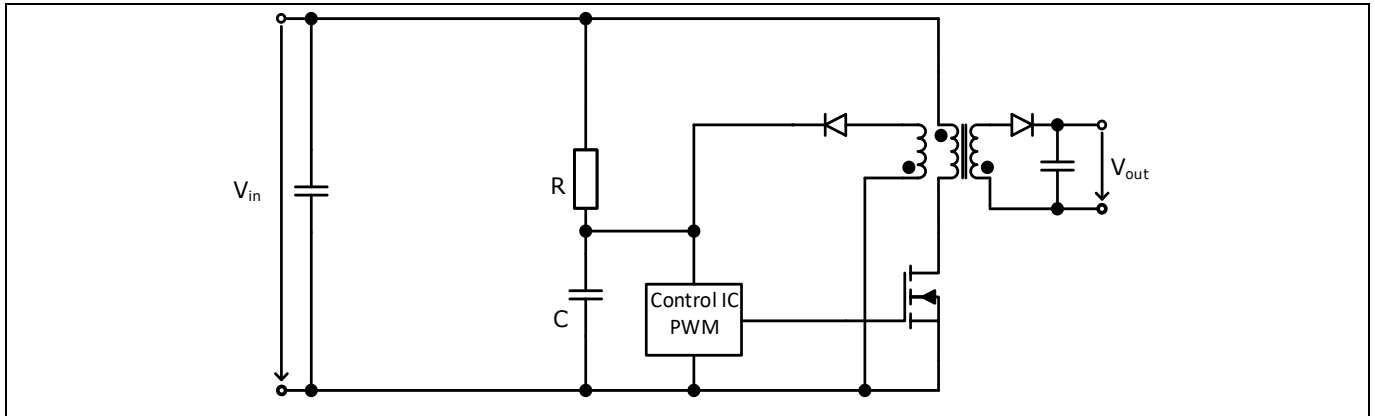 V_in
R
C
Control IC
PWM
V_out